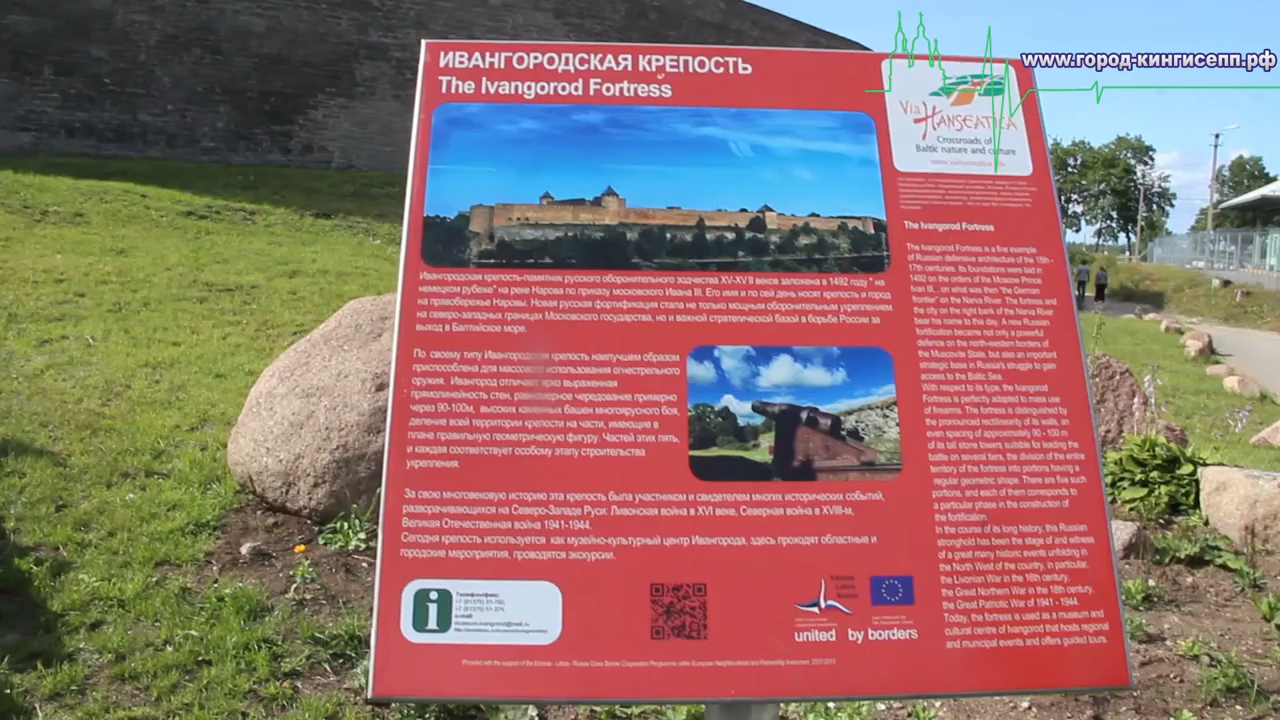 www.город-кингисепп.рф
ИВАНГОРОДСКАЯ КРЕПОСТЬ
The Ivangorod Fortress
Via
HANSEATICA
Crossroads of
Baltic nature and culture
Ивангородская крепость-памятник русского оборонительного зодчества XV-XVII веков заложена в 1492 году " на
немецком рубеже" на реке Нарова по приказу московского Ивана III. Его имя и по сей день носят крепость и город
на правобережье Наровы. Новая русская фортификация стала не только мощным оборонительным укреплением
на северо-западных границах Московского государства, но и важной стратегической базой в борьбе России за
выход в Балтийское море.
По своему типу Ивангородская крепость наилучшем образом
приспособлена для массового использования огнестрельного
оружия. Ивангород отличает ярко выраженная
прямолинейность стен, равномерное чередование примерно
через 90-100м, высоких каменных башен многоярусного боя,
деление всей территории крепости на части, имеющие в
плане правильную геометрическую фигуру. Частей этих пять,
и каждая соответствует особому этапу строительства
укрепления.
За свою многовековую историю эта крепость была участником и свидетелем многих исторических событий,
разворачивающихся на Северо-Западе Руси: Ливонская война в XVI веке, Северная война в XVIII-м,
Великая Отечественная война 1941-1944.
Сегодня крепость используется как музейно-культурный центр Ивангорода, здесь проходят областные и
городские мероприятия, проводятся экскурсии.
The Ivangorod Fortress
The Ivangorod Fortress is a fine example
of Russian defensive architecture of the 15th -
17th centuries. Its foundations were laid in
1492 on the orders of the Moscow Prince
Ivan III, , on what was then "the German
frontier" on the Narva River. The fortress and
the city on the right bank of the Narva River
bear his name to this day. A new Russian
fortification became not only a powerful
defence on the north-western borders of
the Muscovite State, but also an important
strategic base in Russia's struggle to gain
access to the Baltic Sea.
With respect to its type, the Ivangorod
Fortress is perfectly adapted to mass use
of firearms. The fortress is distinguished by
the pronounced rectilinearity of its walls, an
even spacing of approximately 90 - 100 m
of its tall stone towers suitable for leading the
battle on several tiers, the division of the entire
territory of the fortress into portions having a
regular geometric shape. There are five such
portions, and each of them corresponds to
a particular phase in the construction of
the fortification.
In the course of its long history, this Russian
stronghold has been the stage of and witness
of a great many historic events unfolding in
the North West of the country, in particular,
the Livonian War in the 16th century,
the Great Northern War in the 18th century,
the Great Patriotic War of 1941 - 1944.
Today, the fortress is used as a museum and
cultural centre of Ivangorod that hosts regional
and municipal events and offers guided tours.
i
Телефон/факс:
e-mail:
Estonia
Latvia
Russia
united by borders